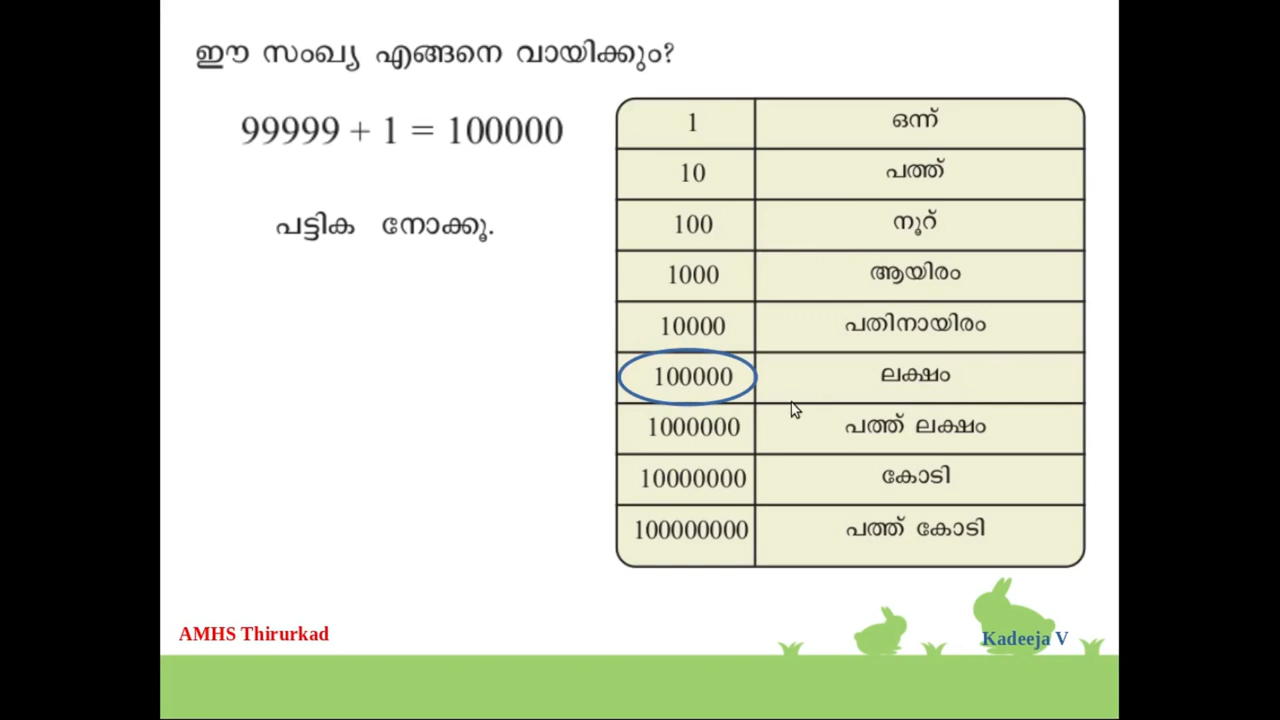 ഈ സംഖ്യ എങ്ങനെ വായിക്കും?
99999 + 1 = 100000
പട്ടിക നോക്കൂ.
1 ഒന്ന്
10 പത്ത്
100 നൂറ്
1000 ആയിരം
10000 പതിനായിരം
100000 ലക്ഷം
1000000 പത്ത് ലക്ഷം
10000000 കോടി
100000000 പത്ത് കോടി
AMHS Thirurkad
Kadeeja V